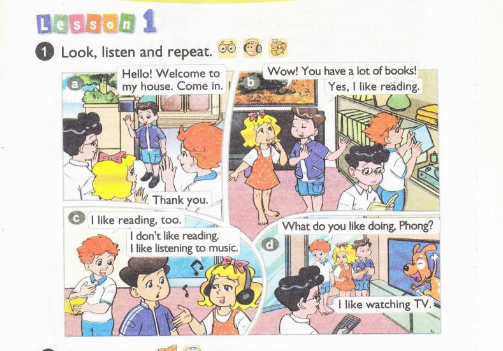 Lesson 1
1 Look, listen and repeat.
a
Hello! Welcome to
my house. Come in.
Thank you.
b
Wow! You have a lot of books!
Yes, I like reading.
c
I like reading, too.
I don't like reading.
I like listening to music.
d
What do you like doing, Phong?
I like watching TV.